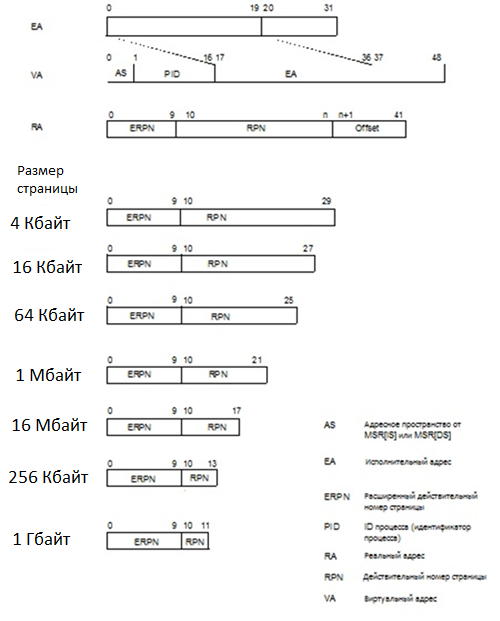 0 19 20 31
EA
0 1 16 17 36 37 48
VA AS PID EA
0 9 10 n n+1 41
RA ERPN RPN Offset
Размер
страницы
0 9 10 29
4 Кбайт ERPN RPN
0 9 10 27
16 Кбайт ERPN RPN
0 9 10 25
64 Кбайт ERPN RPN
0 9 10 21
1 Мбайт ERPN RPN
0 9 10 17
16 Мбайт ERPN RPN
0 9 10 13
256 Кбайт ERPN RPN
0 9 10 11
1 Гбайт ERPN RPN
AS Адресное пространство от
MSR[IS] или MSR[DS]
EA Исполнительный адрес
ERPN Расширенный действительный
номер страницы
PID ID процесса (идентификатор
процесса)
RA Реальный адрес
RPN Действительный номер страницы
VA Виртуальный адрес